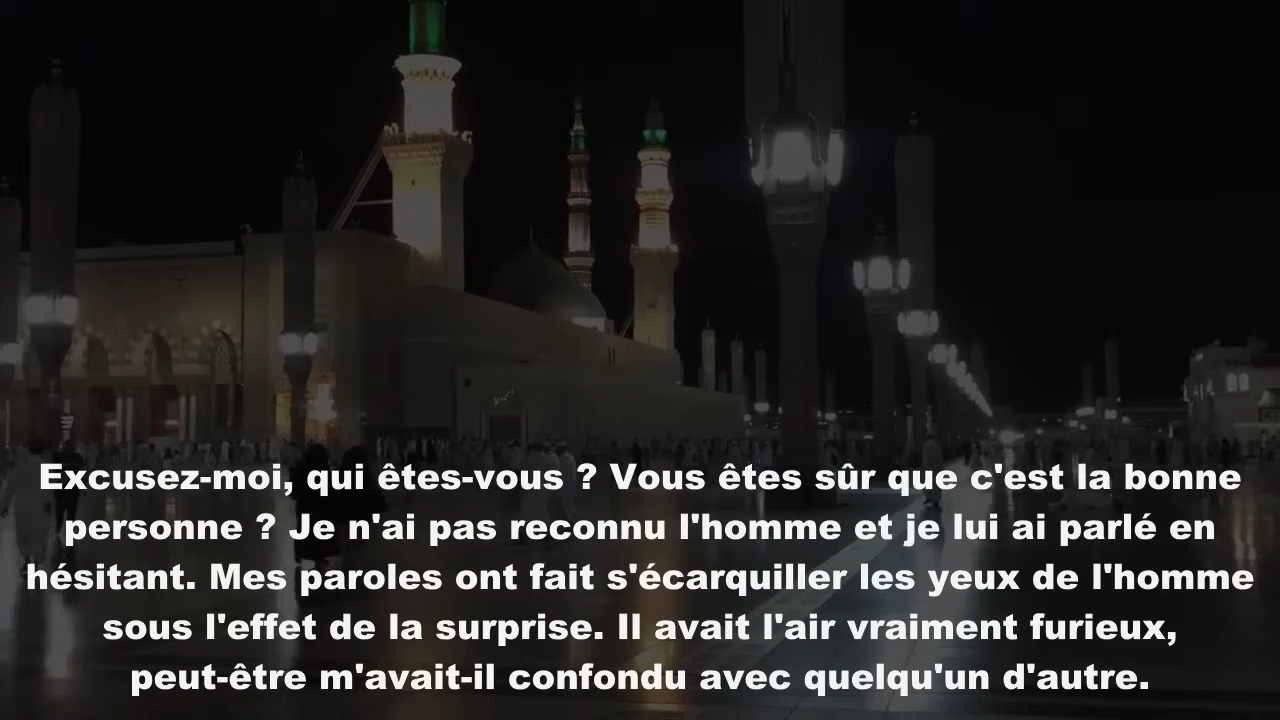 Excusez-moi, qui êtes-vous ? Vous êtes sûr que c'est la bonne
personne ? Je n'ai pas reconnu l'homme et je lui ai parlé en
hésitant. Mes paroles ont fait s'écarquiller les yeux de l'homme
sous l'effet de la surprise. Il avait l'air vraiment furieux,
peut-être m'avait-il confondu avec quelqu'un d'autre.